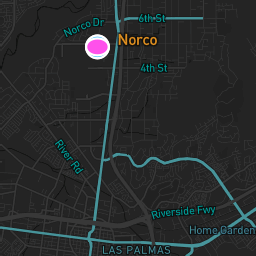 6th St
Norco Dr
Norco
4th St
River Rd
Riverside Fwy
Home Garden
LAS PALMAS